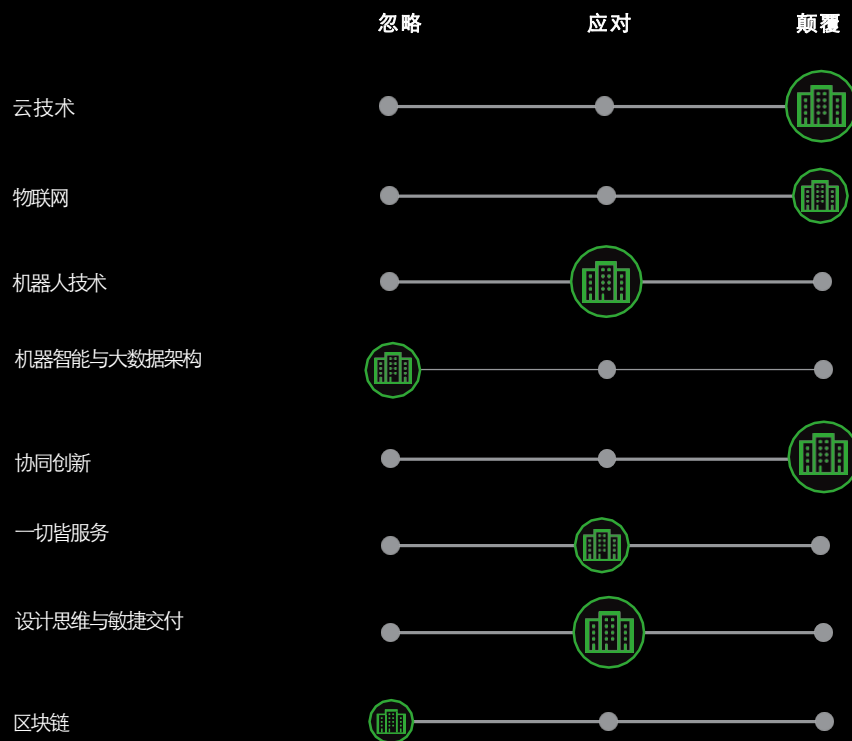 忽略 应对 颠覆
云技术
物联网
机器人技术
机器智能与大数据架构
协同创新
一切皆服务
设计思维与敏捷交付
区块链